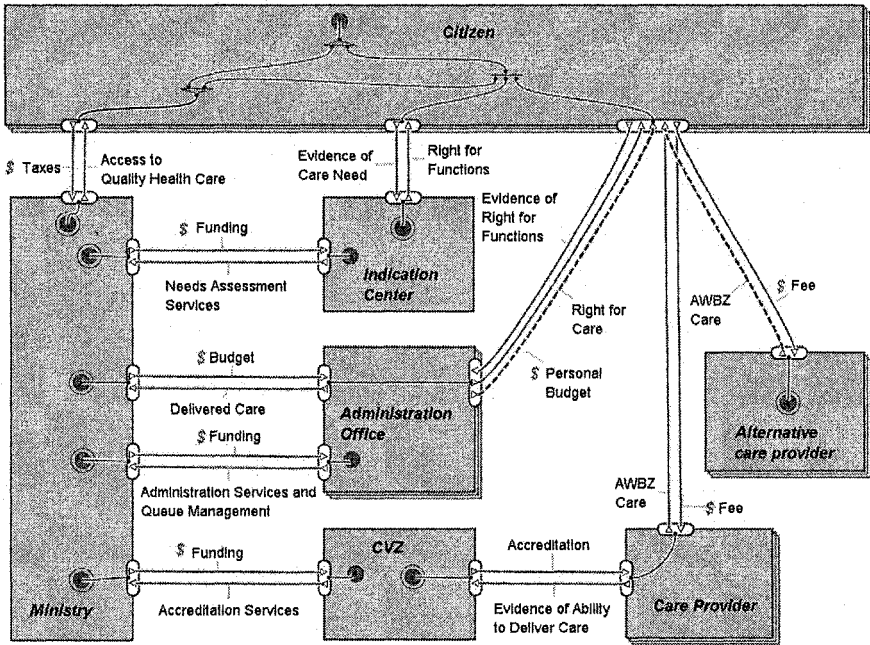 Citizen
$ Taxes
Access to
Quality Health Care
Evidence of
Care Need
Right for
Functions
Evidence of
Right for
Functions
$ Funding
Needs Assessment
Services
Indication
Center
Right for
Care
AWBZ
Care
$ Fee
$ Budget
Delivered Care
Administration
Office
$ Personal
Budget
Alternative
care provider
$ Funding
Administration Services and
Queue Management
AWBZ
Care
$ Fee
$ Funding
Accreditation Services
CVZ
Accreditation
Evidence of Ability
to Deliver Care
Care Provider
Ministry